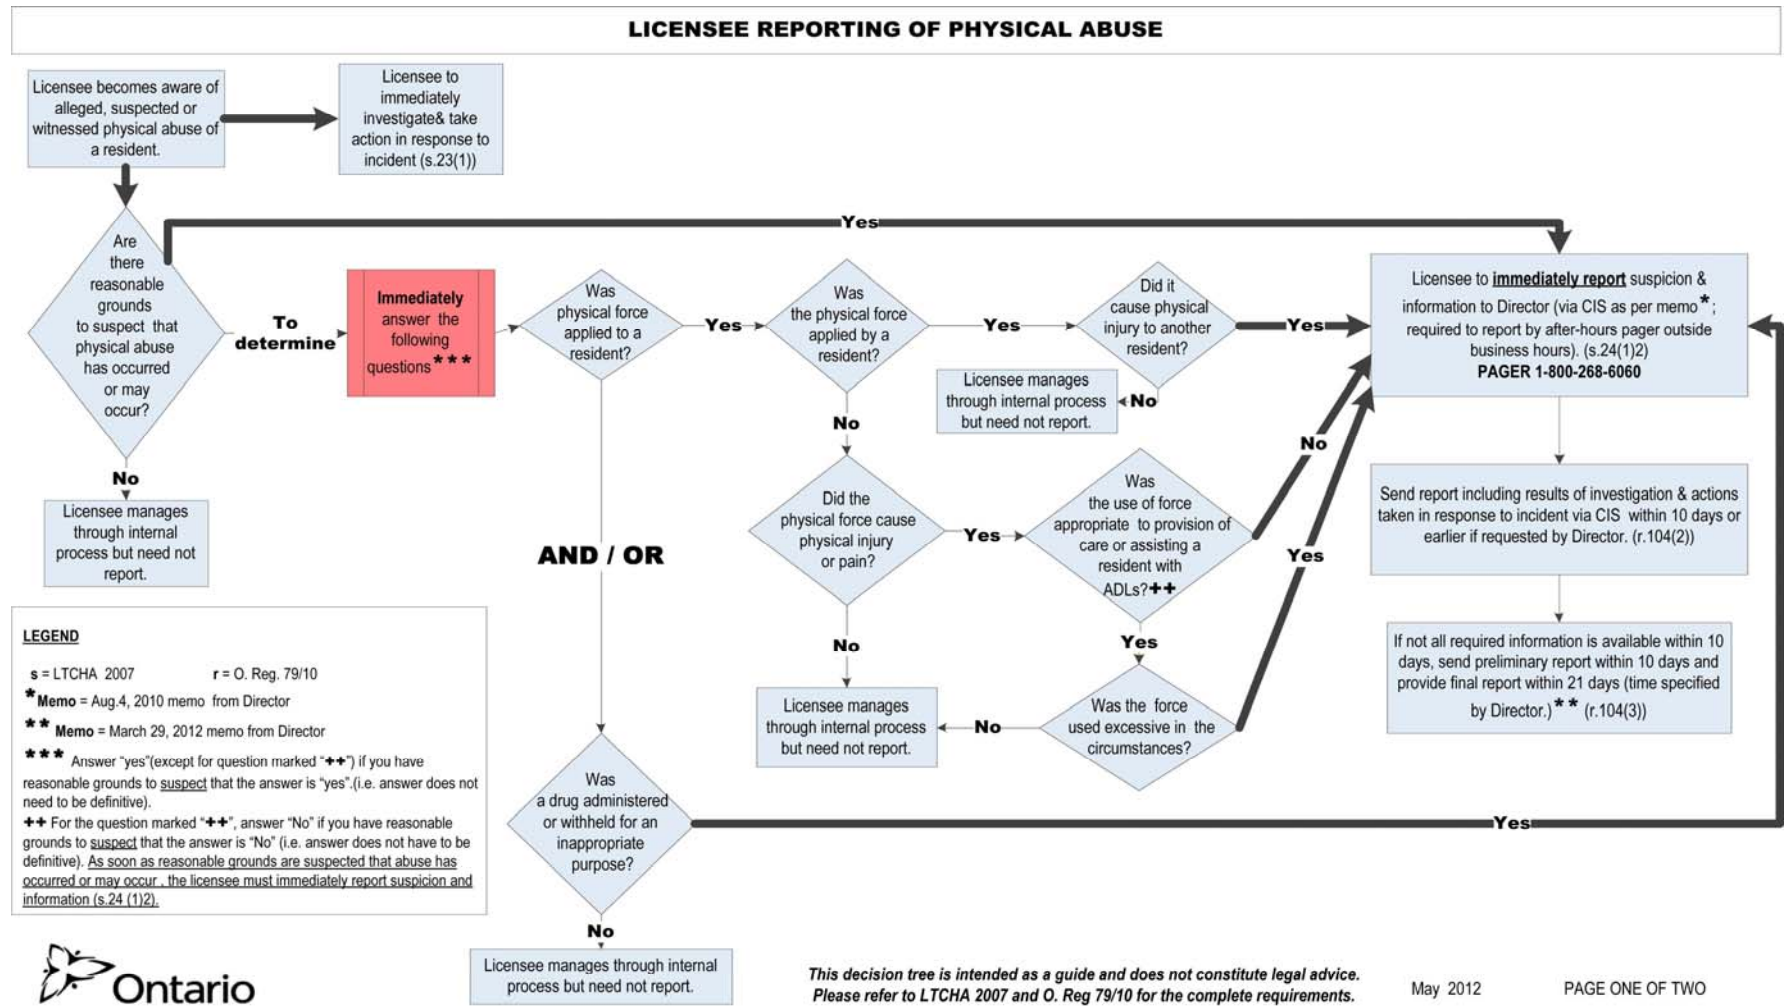 LICENSEE REPORTING OF PHYSICAL ABUSE
Licensee becomes aware of
alleged, suspected or
witnessed physical abuse of
a resident.
Licensee to
immediately
investigate& take
action in response to
incident (s.23(1))
Are
there
reasonable
grounds
to suspect that
physical abuse
has occurred
or may
occur?
Yes
To
determine
No
Licensee manages
through internal
process but need not
report.
Immediately
answer the
following
questions***
Was
physical force
applied to a
resident?
Yes
Was
the physical force
applied by a
resident?
Yes
Did it
cause physical
injury to another
resident?
Yes
No
Licensee manages
through internal process
but need not report.
No
Did the
physical force cause
physical injury
or pain?
Yes
Was
the use of force
appropriate to provision of
care or assisting a
resident with
ADLs?++
No
Yes
No
Licensee manages
through internal process
but need not report.
No
Was the force
used excessive in the
circumstances?
Yes
AND / OR
Was
a drug administered
or withheld for an
inappropriate
purpose?
Yes
No
Licensee manages through internal
process but need not report.
Licensee to immediately report suspicion &
information to Director (via CIS as per memo*;
required to report by after-hours pager outside
business hours). (s.24(1)2)
PAGER 1-800-268-6060
Send report including results of investigation & actions
taken in response to incident via CIS within 10 days or
earlier if requested by Director. (r.104(2))
If not all required information is available within 10
days, send preliminary report within 10 days and
provide final report within 21 days (time specified
by Director.)** (r.104(3))
LEGEND
s = LTCHA 2007 r = O. Reg. 79/10
*Memo = Aug.4, 2010 memo from Director
** Memo = March 29, 2012 memo from Director
*** Answer “yes”(except for question marked “++”) if you have
reasonable grounds to suspect that the answer is “yes”.(i.e. answer does not
need to be definitive).
++ For the question marked “++”, answer “No” if you have reasonable
grounds to suspect that the answer is “No” (i.e. answer does not have to be
definitive). As soon as reasonable grounds are suspected that abuse has
occurred or may occur , the licensee must immediately report suspicion and
information (s.24 (1)2).
Ontario
This decision tree is intended as a guide and does not constitute legal advice.
Please refer to LTCHA 2007 and O. Reg 79/10 for the complete requirements.
May 2012
PAGE ONE OF TWO